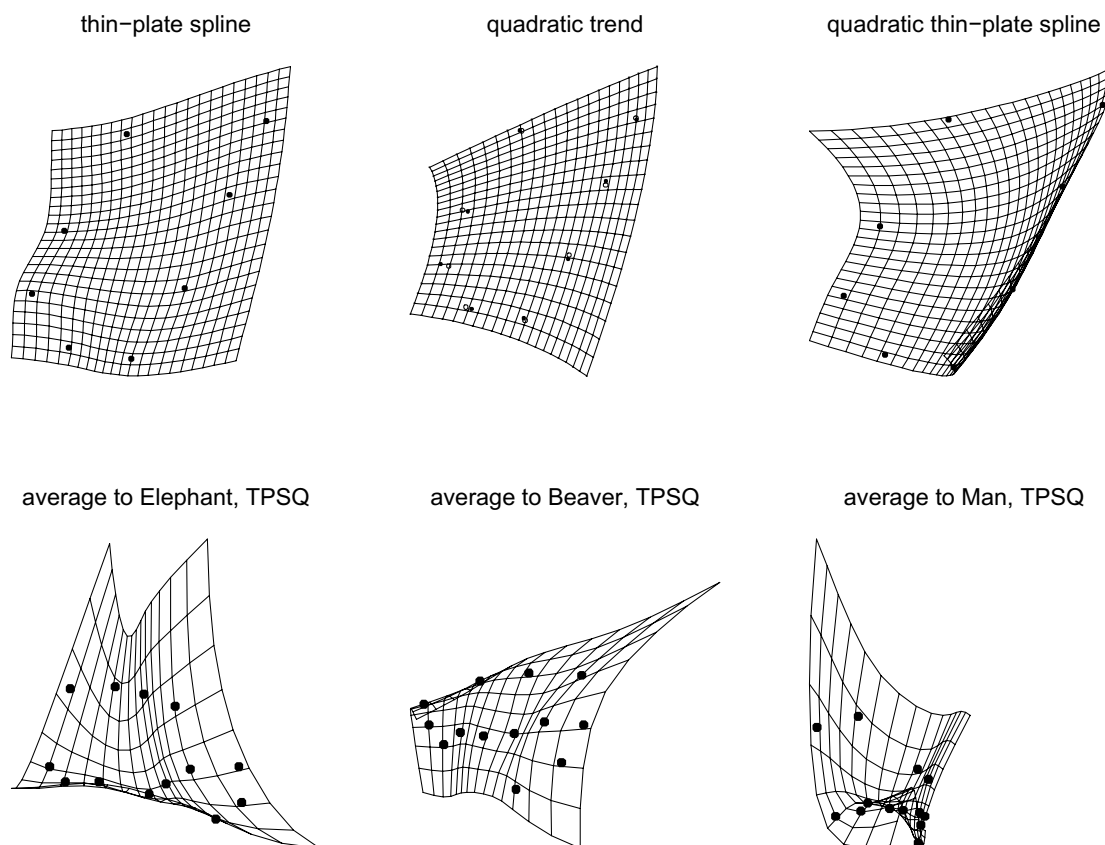 thin−plate spline
quadratic trend
quadratic thin−plate spline
average to Elephant, TPSQ
average to Beaver, TPSQ
average to Man, TPSQ